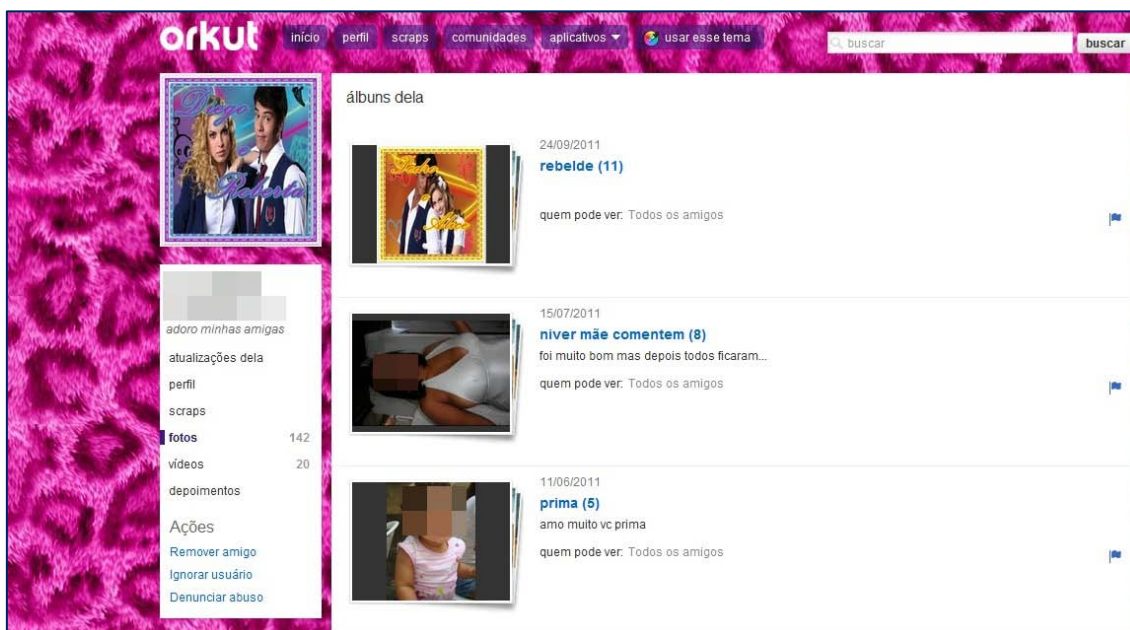 orkut
início
perfil
scraps
comunidades
aplicativos
usar esse tema
buscar
buscar
Diego
e
Roberta
adoro minhas amigas
atualizações dela
perfil
scraps
fotos 142
vídeos 20
depoimentos
Ações
Remover amigo
Ignorar usuário
Denunciar abuso
álbuns dela
Pedro
e
Alice
24/09/2011
rebelde (11)
quem pode ver: Todos os amigos
15/07/2011
niver mãe comentem (8)
foi muito bom mas depois todos ficaram...
quem pode ver: Todos os amigos
11/06/2011
prima (5)
amo muito vc prima
quem pode ver: Todos os amigos